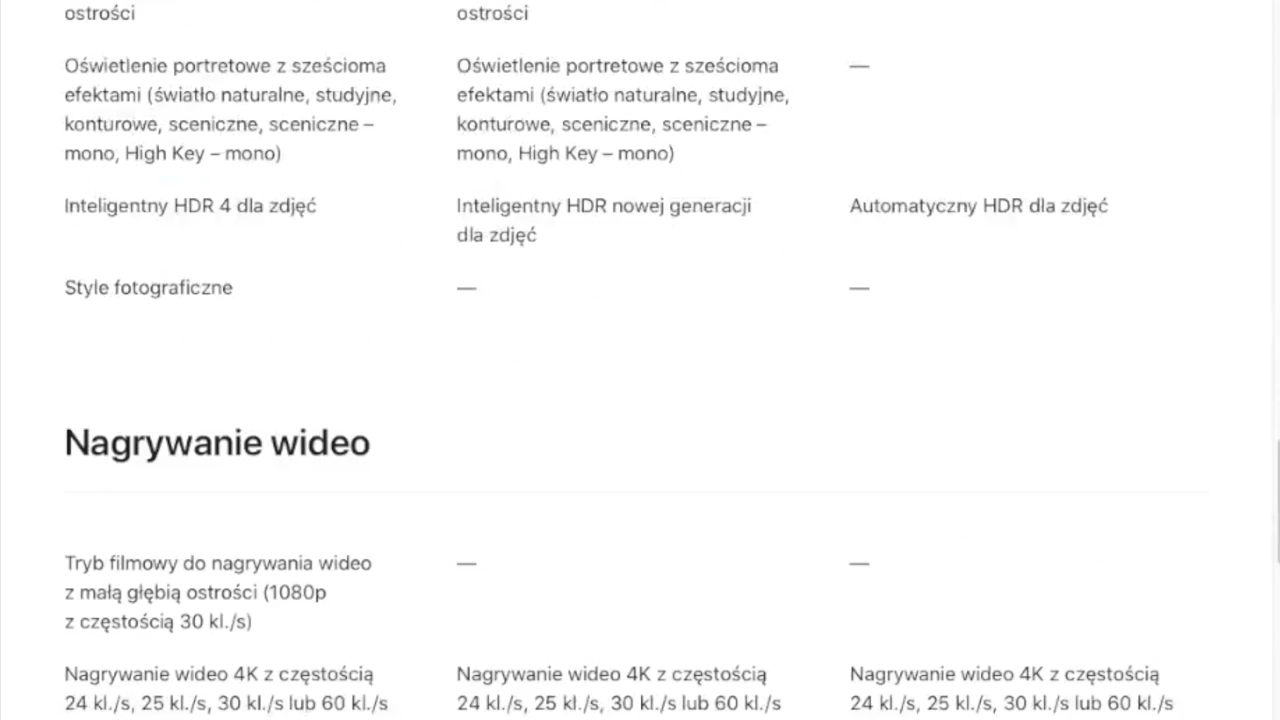 ostrości
ostrości
Oświetlenie portretowe z sześcioma
efektami (światło naturalne, studyjne,
konturowe, sceniczne, sceniczne –
mono, High Key – mono)
Oświetlenie portretowe z sześcioma
efektami (światło naturalne, studyjne,
konturowe, sceniczne, sceniczne –
mono, High Key – mono)
—
Inteligentny HDR 4 dla zdjęć
Inteligentny HDR nowej generacji
dla zdjęć
Automatyczny HDR dla zdjęć
Style fotograficzne
—
—
Nagrywanie wideo
Tryb filmowy do nagrywania wideo
z małą głębią ostrości (1080p
z częstością 30 kl./s)
—
—
Nagrywanie wideo 4K z częstością
24 kl./s, 25 kl./s, 30 kl./s lub 60 kl./s
Nagrywanie wideo 4K z częstością
24 kl./s, 25 kl./s, 30 kl./s lub 60 kl./s
Nagrywanie wideo 4K z częstością
24 kl./s, 25 kl./s, 30 kl./s lub 60 kl./s